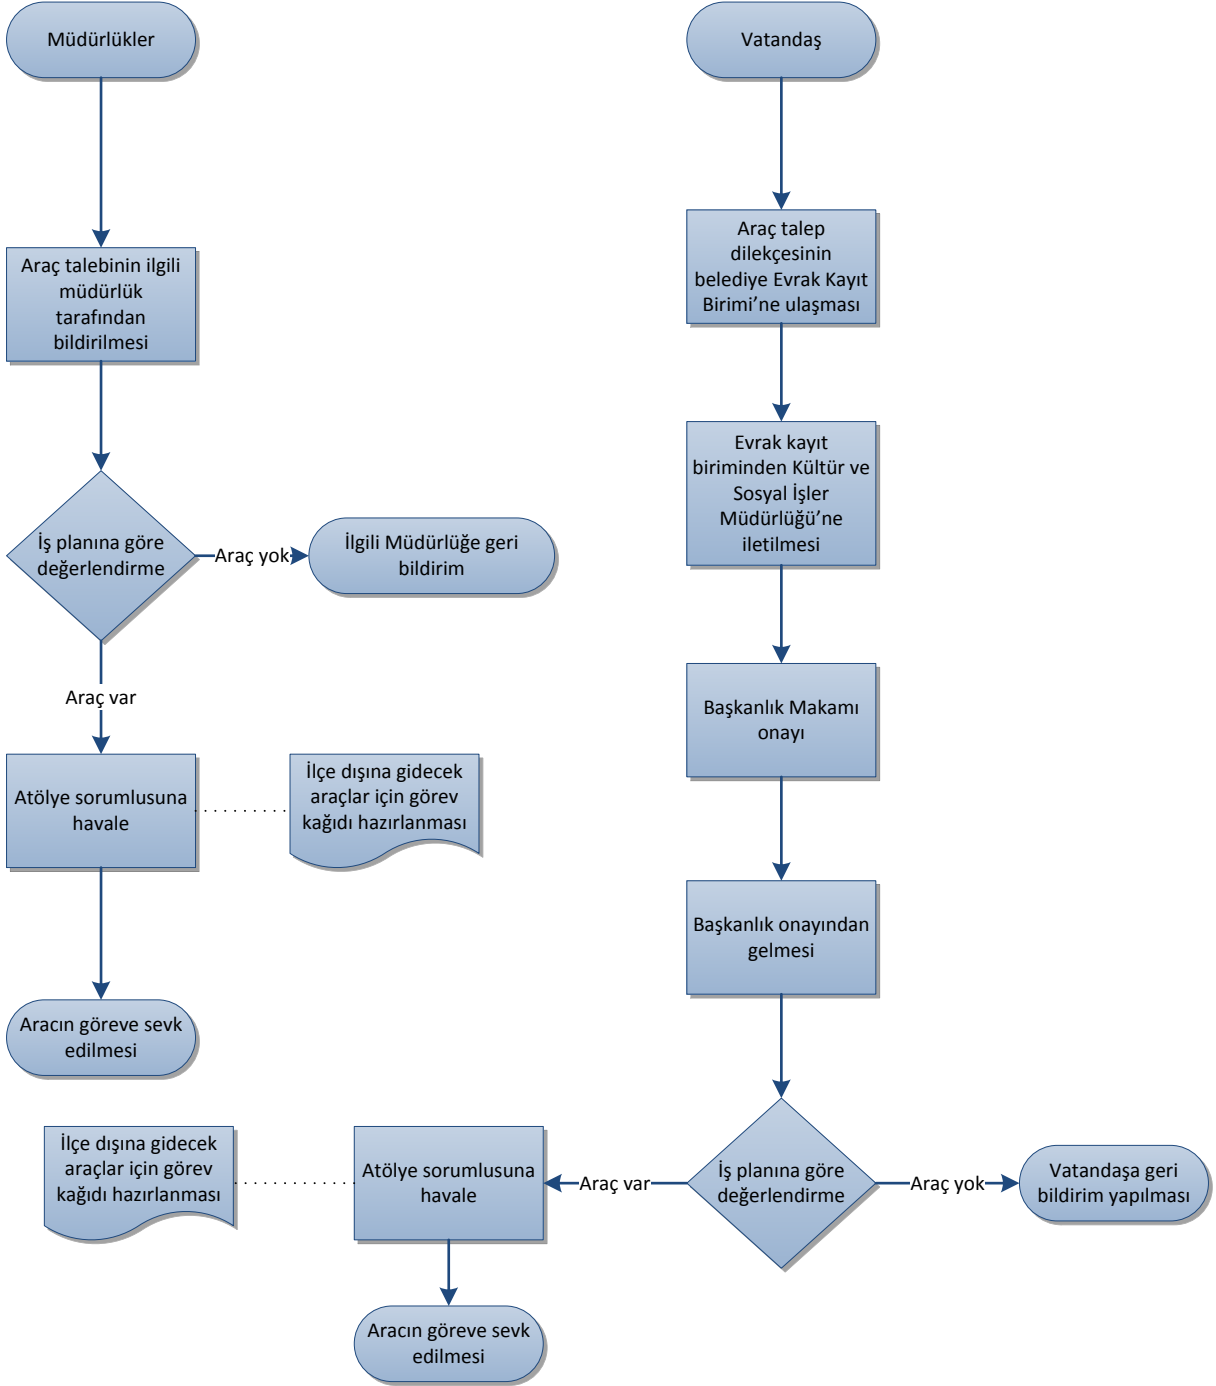 Müdürlükler
Araç talebinin ilgili
müdürlük
tarafından
bildirilmesi
İş planına göre
değerlendirme
Araç yok
İlgili Müdürlüğe geri
bildirim
Araç var
Atölye sorumlusuna
havale
İlçe dışına gidecek
araçlar için görev
kağıdı hazırlanması
Aracın göreve sevk
edilmesi
Vatandaş
Araç talep
dilekçesinin
belediye Evrak Kayıt
Birimi’ne ulaşması
Evrak kayıt
biriminden Kültür ve
Sosyal İşler
Müdürlüğü’ne
iletilmesi
Başkanlık Makamı
onayı
Başkanlık onayından
gelmesi
İş planına göre
değerlendirme
Araç yok
Vatandaşa geri
bildirim yapılması
Araç var
Atölye sorumlusuna
havale
İlçe dışına gidecek
araçlar için görev
kağıdı hazırlanması
Aracın göreve sevk
edilmesi